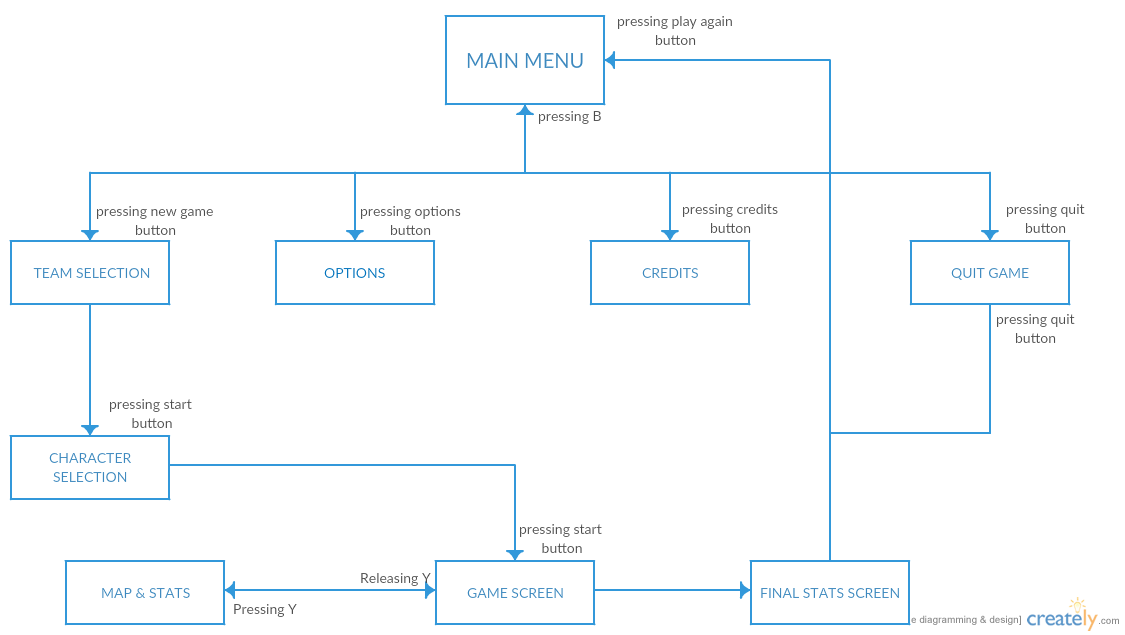 pressing play again
button
MAIN MENU
pressing B
pressing new game
button
pressing options
button
pressing credits
button
pressing quit
button
TEAM SELECTION
OPTIONS
CREDITS
QUIT GAME
pressing quit
button
pressing start
button
CHARACTER
SELECTION
pressing start
button
Releasing Y
MAP & STATS
GAME SCREEN
FINAL STATS SCREEN
Pressing Y
e diagramming & design] creately.com